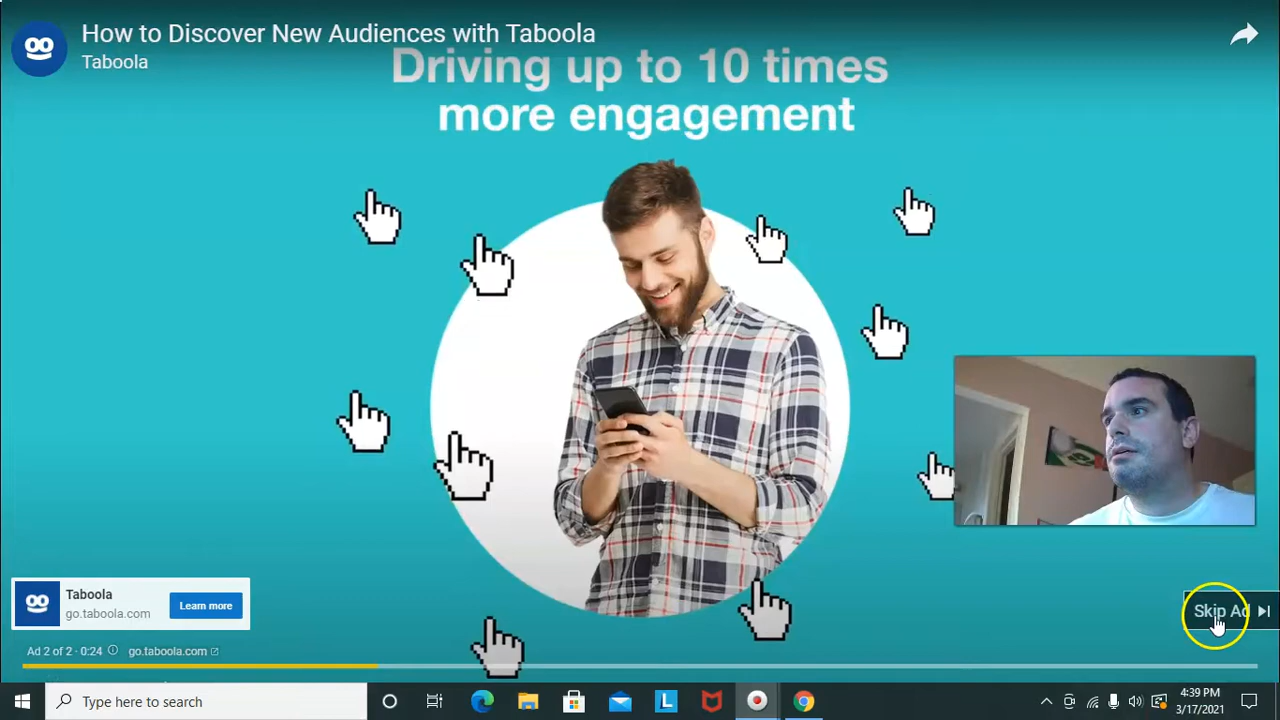 How to Discover New Audiences with Taboola
Taboola
Driving up to 10 times
more engagement
Taboola
go.taboola.com
Learn more
Skip Ad
Ad 2 of 2 · 0:24
go.taboola.com
Type here to search
L
4:39 PM
3/17/2021